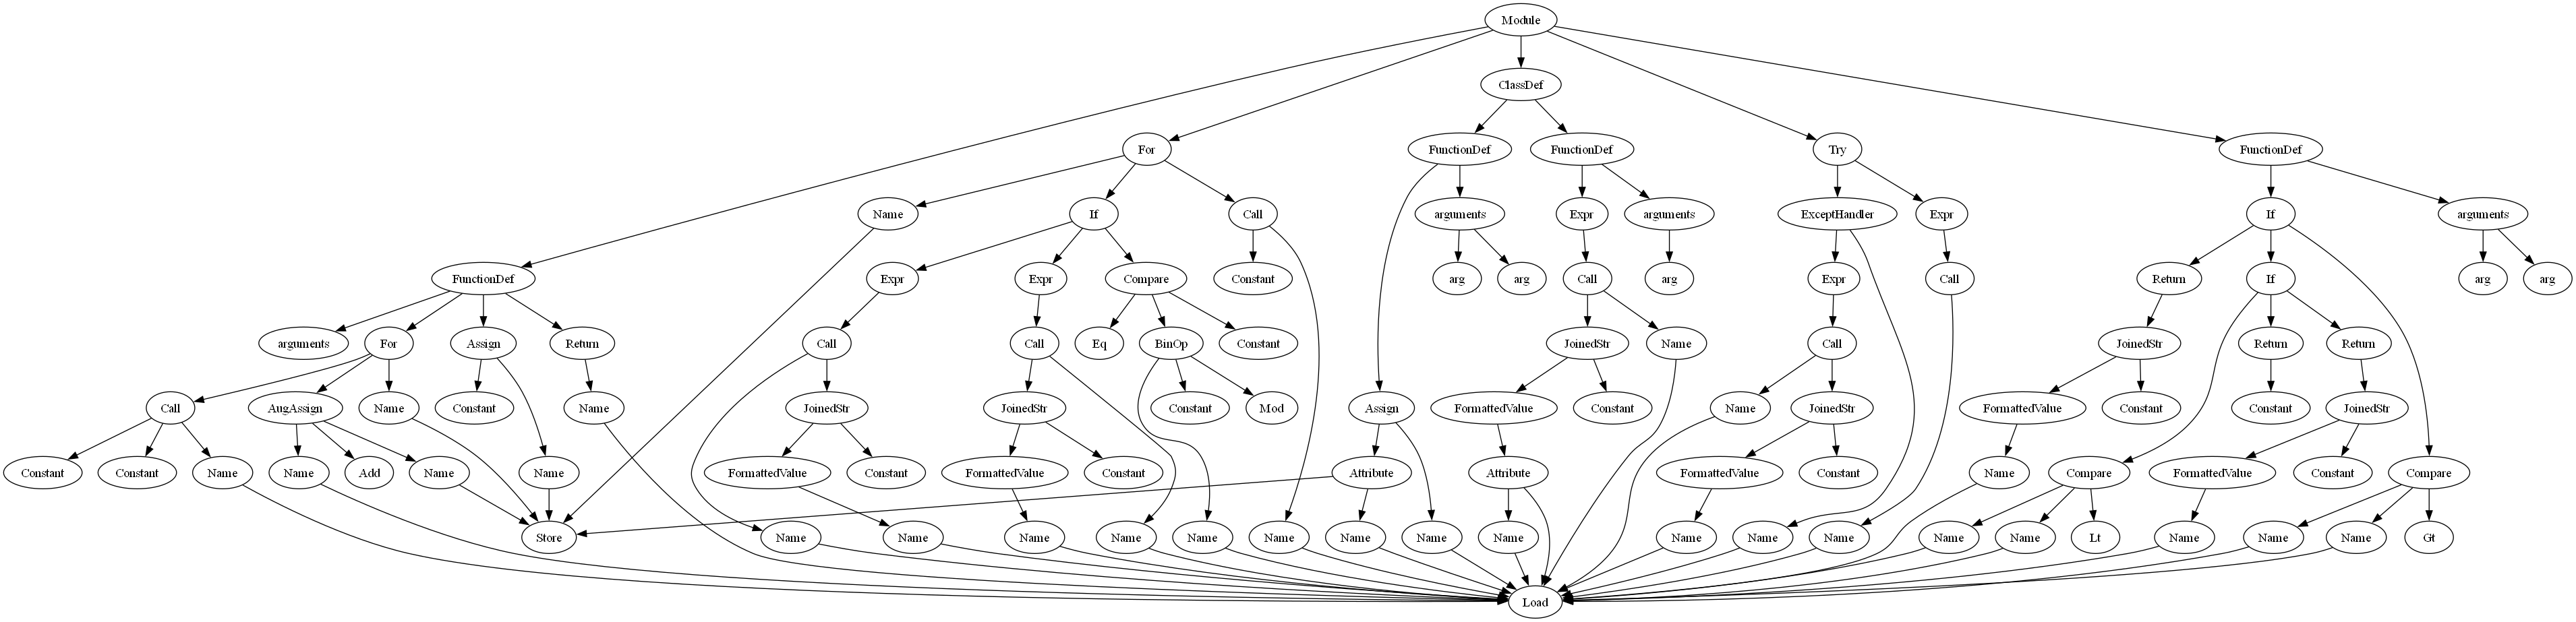 Module
ClassDef
For FunctionDef FunctionDef Try FunctionDef
Name If Call arguments Expr arguments ExceptHandler Expr If arguments
FunctionDef Expr Expr Compare Constant arg arg Call arg Expr Call Return If arg arg
arguments For Assign Return Call Call Eq BinOp Constant JoinedStr Name Call JoinedStr Return Return
Call AugAssign Name Constant Name JoinedStr JoinedStr Constant Mod Assign FormattedValue Constant Name JoinedStr FormattedValue Constant Constant JoinedStr
Constant Constant Name Name Add Name Name FormattedValue Constant FormattedValue Constant Attribute Attribute FormattedValue Constant Name Compare FormattedValue Constant Compare
Store Name Name Name Name Name Name Name Name Name Name Name Name Name Name Lt Name Name Name Gt
Load